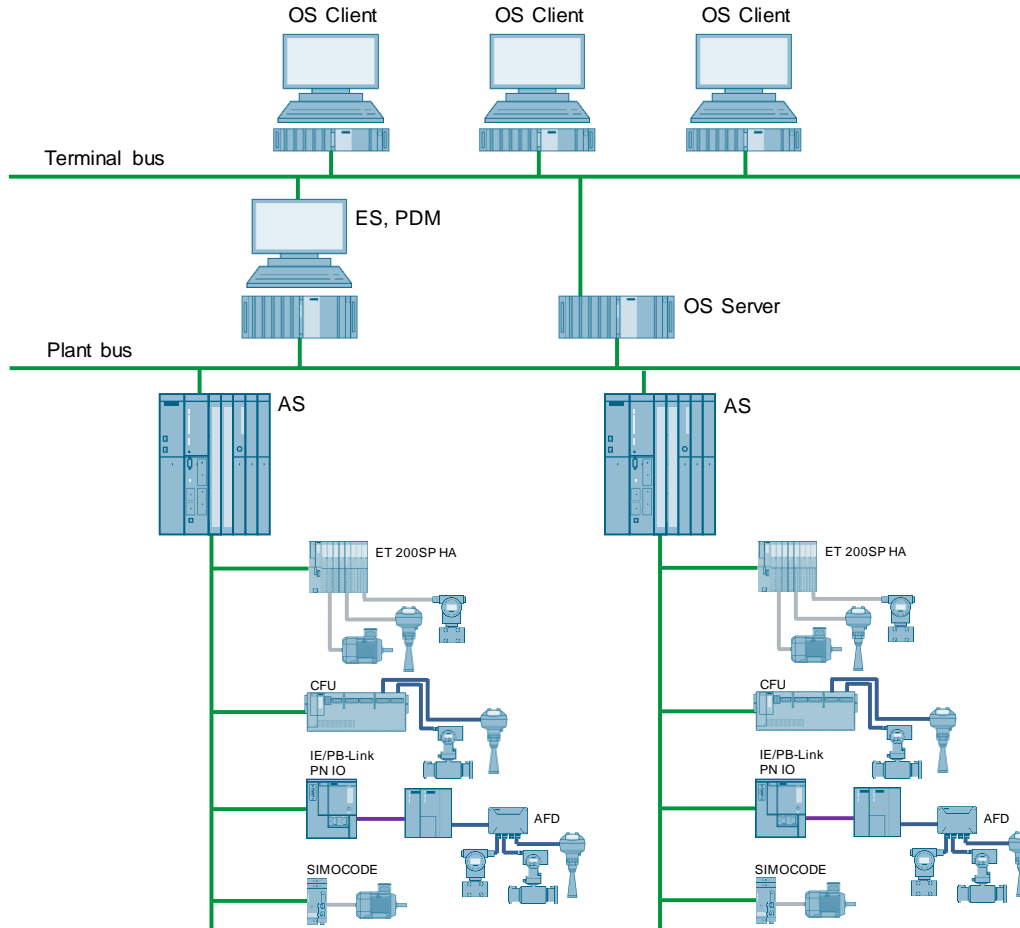 OS Client OS Client OS Client
Terminal bus
ES, PDM
OS Server
Plant bus
AS AS
ET 200SP HA ET 200SP HA
CFU CFU
IE/PB-Link IE/PB-Link
PN IO PN IO
AFD AFD
SIMOCODE SIMOCODE